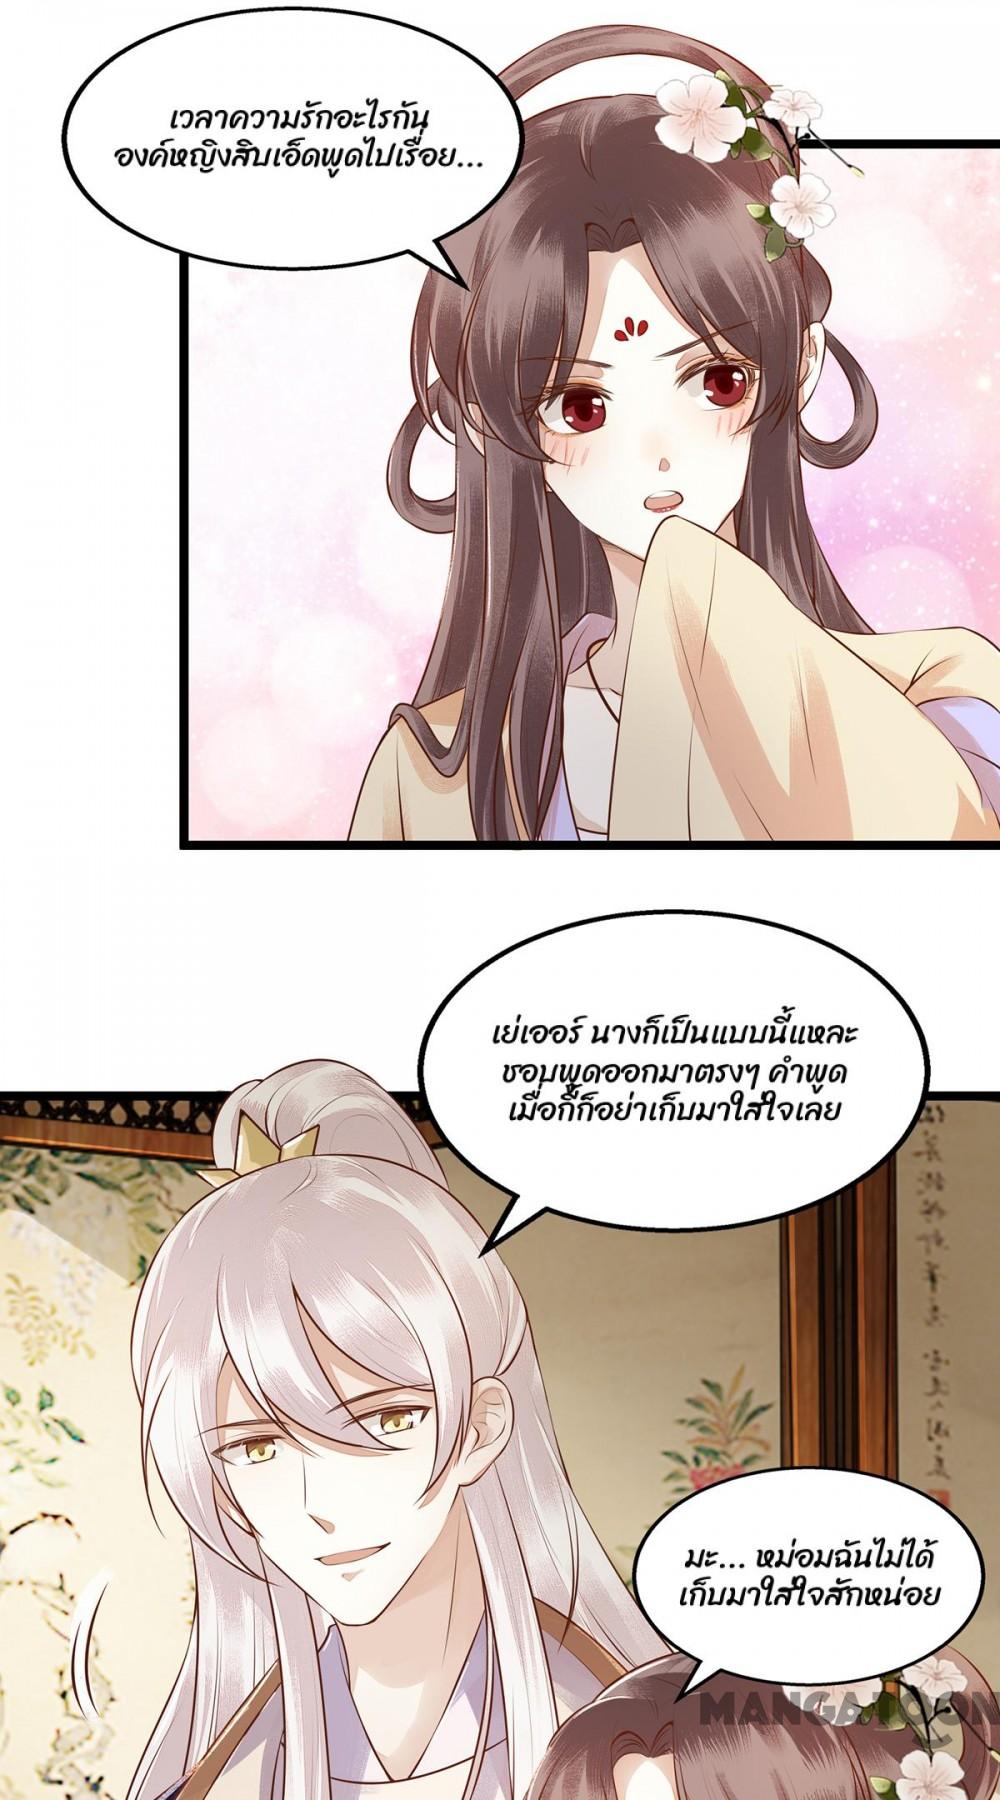 เวลาความรักอะไรกัน
องค์หญิงสิบเอ็ดพูดไปเรื่อย...
เย่เออร์ นางก็เป็นแบบนี้แหละ
ชอบพูดออกมาตรงๆ คำพูด
เมื่อกี้ก็อย่าเก็บมาใส่ใจเลย
มะ... หม่อมฉันไม่ได้
เก็บมาใส่ใจสักหน่อย
MANGATOON